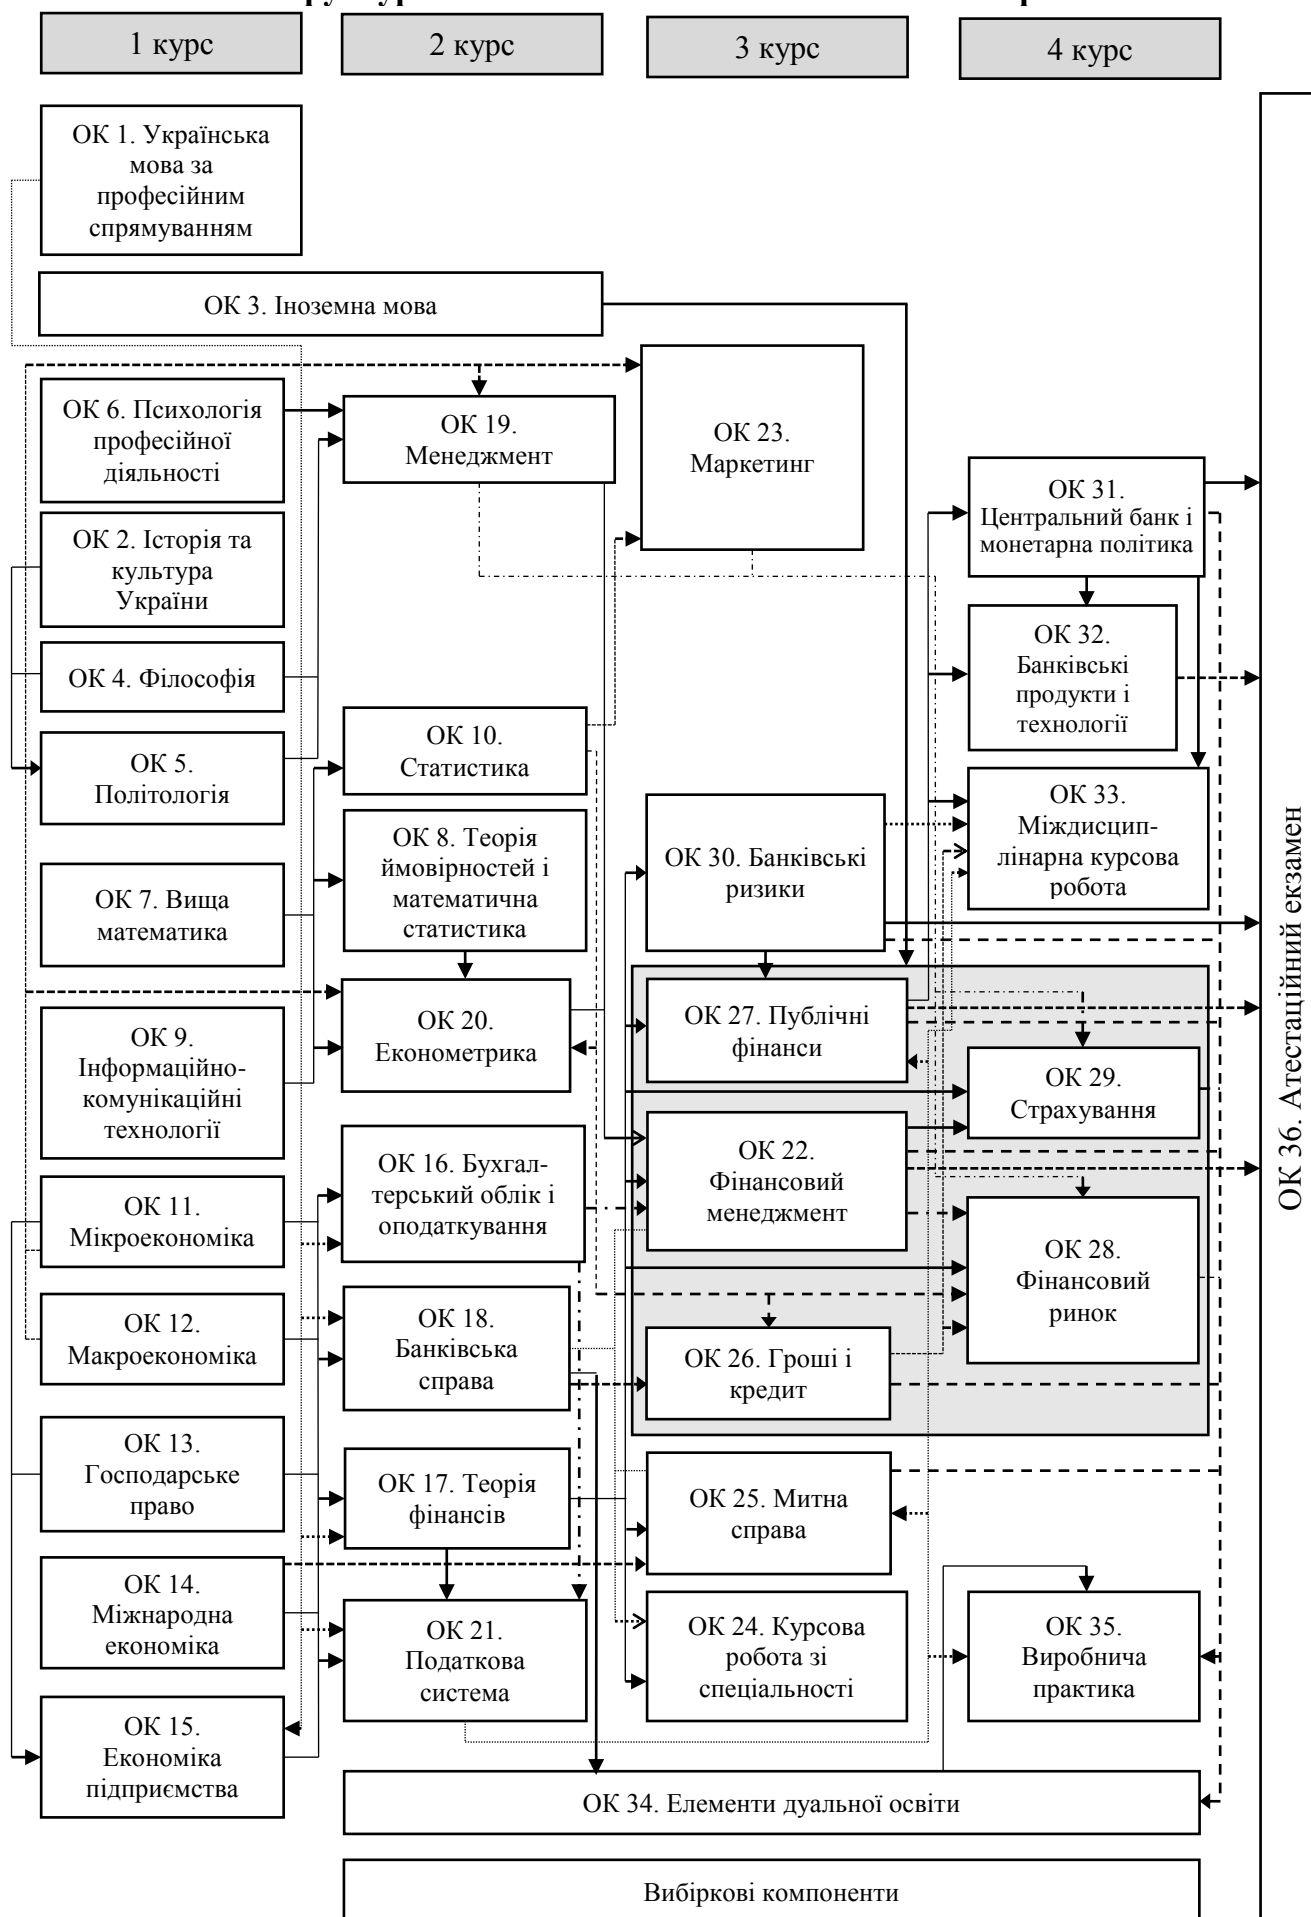 1 курс
2 курс
3 курс
4 курс
ОК 1. Українська
мова за
професійним
спрямуванням
ОК 3. Іноземна мова
ОК 6. Психологія
професійної
діяльності
ОК 19.
Менеджмент
ОК 23.
Маркетинг
ОК 31.
Центральний банк і
монетарна політика
ОК 2. Історія та
культура
України
ОК 4. Філософія
ОК 32.
Банківські
продукти і
технології
ОК 5.
Політологія
ОК 10.
Статистика
ОК 33.
Міждисцип-
лінарна курсова
робота
ОК 7. Вища
математика
ОК 8. Теорія
ймовірностей і
математична
статистика
ОК 30. Банківські
ризики
ОК 9.
Інформаційно-
комунікаційні
технології
ОК 20.
Економетрика
ОК 27. Публічні
фінанси
ОК 29.
Страхування
ОК 11.
Мікроекономіка
ОК 16. Бухгал-
терський облік і
оподаткування
ОК 22.
Фінансовий
менеджмент
ОК 28.
Фінансовий
ринок
ОК 12.
Макроекономіка
ОК 18.
Банківська
справа
ОК 26. Гроші і
кредит
ОК 13.
Господарське
право
ОК 17. Теорія
фінансів
ОК 25. Митна
справа
ОК 14.
Міжнародна
економіка
ОК 21.
Податкова
система
ОК 24. Курсова
робота зі
спеціальності
ОК 35.
Виробнича
практика
ОК 15.
Економіка
підприємства
ОК 34. Елементи дуальної освіти
Вибіркові компоненти
ОК 36. Атестаційний екзамен